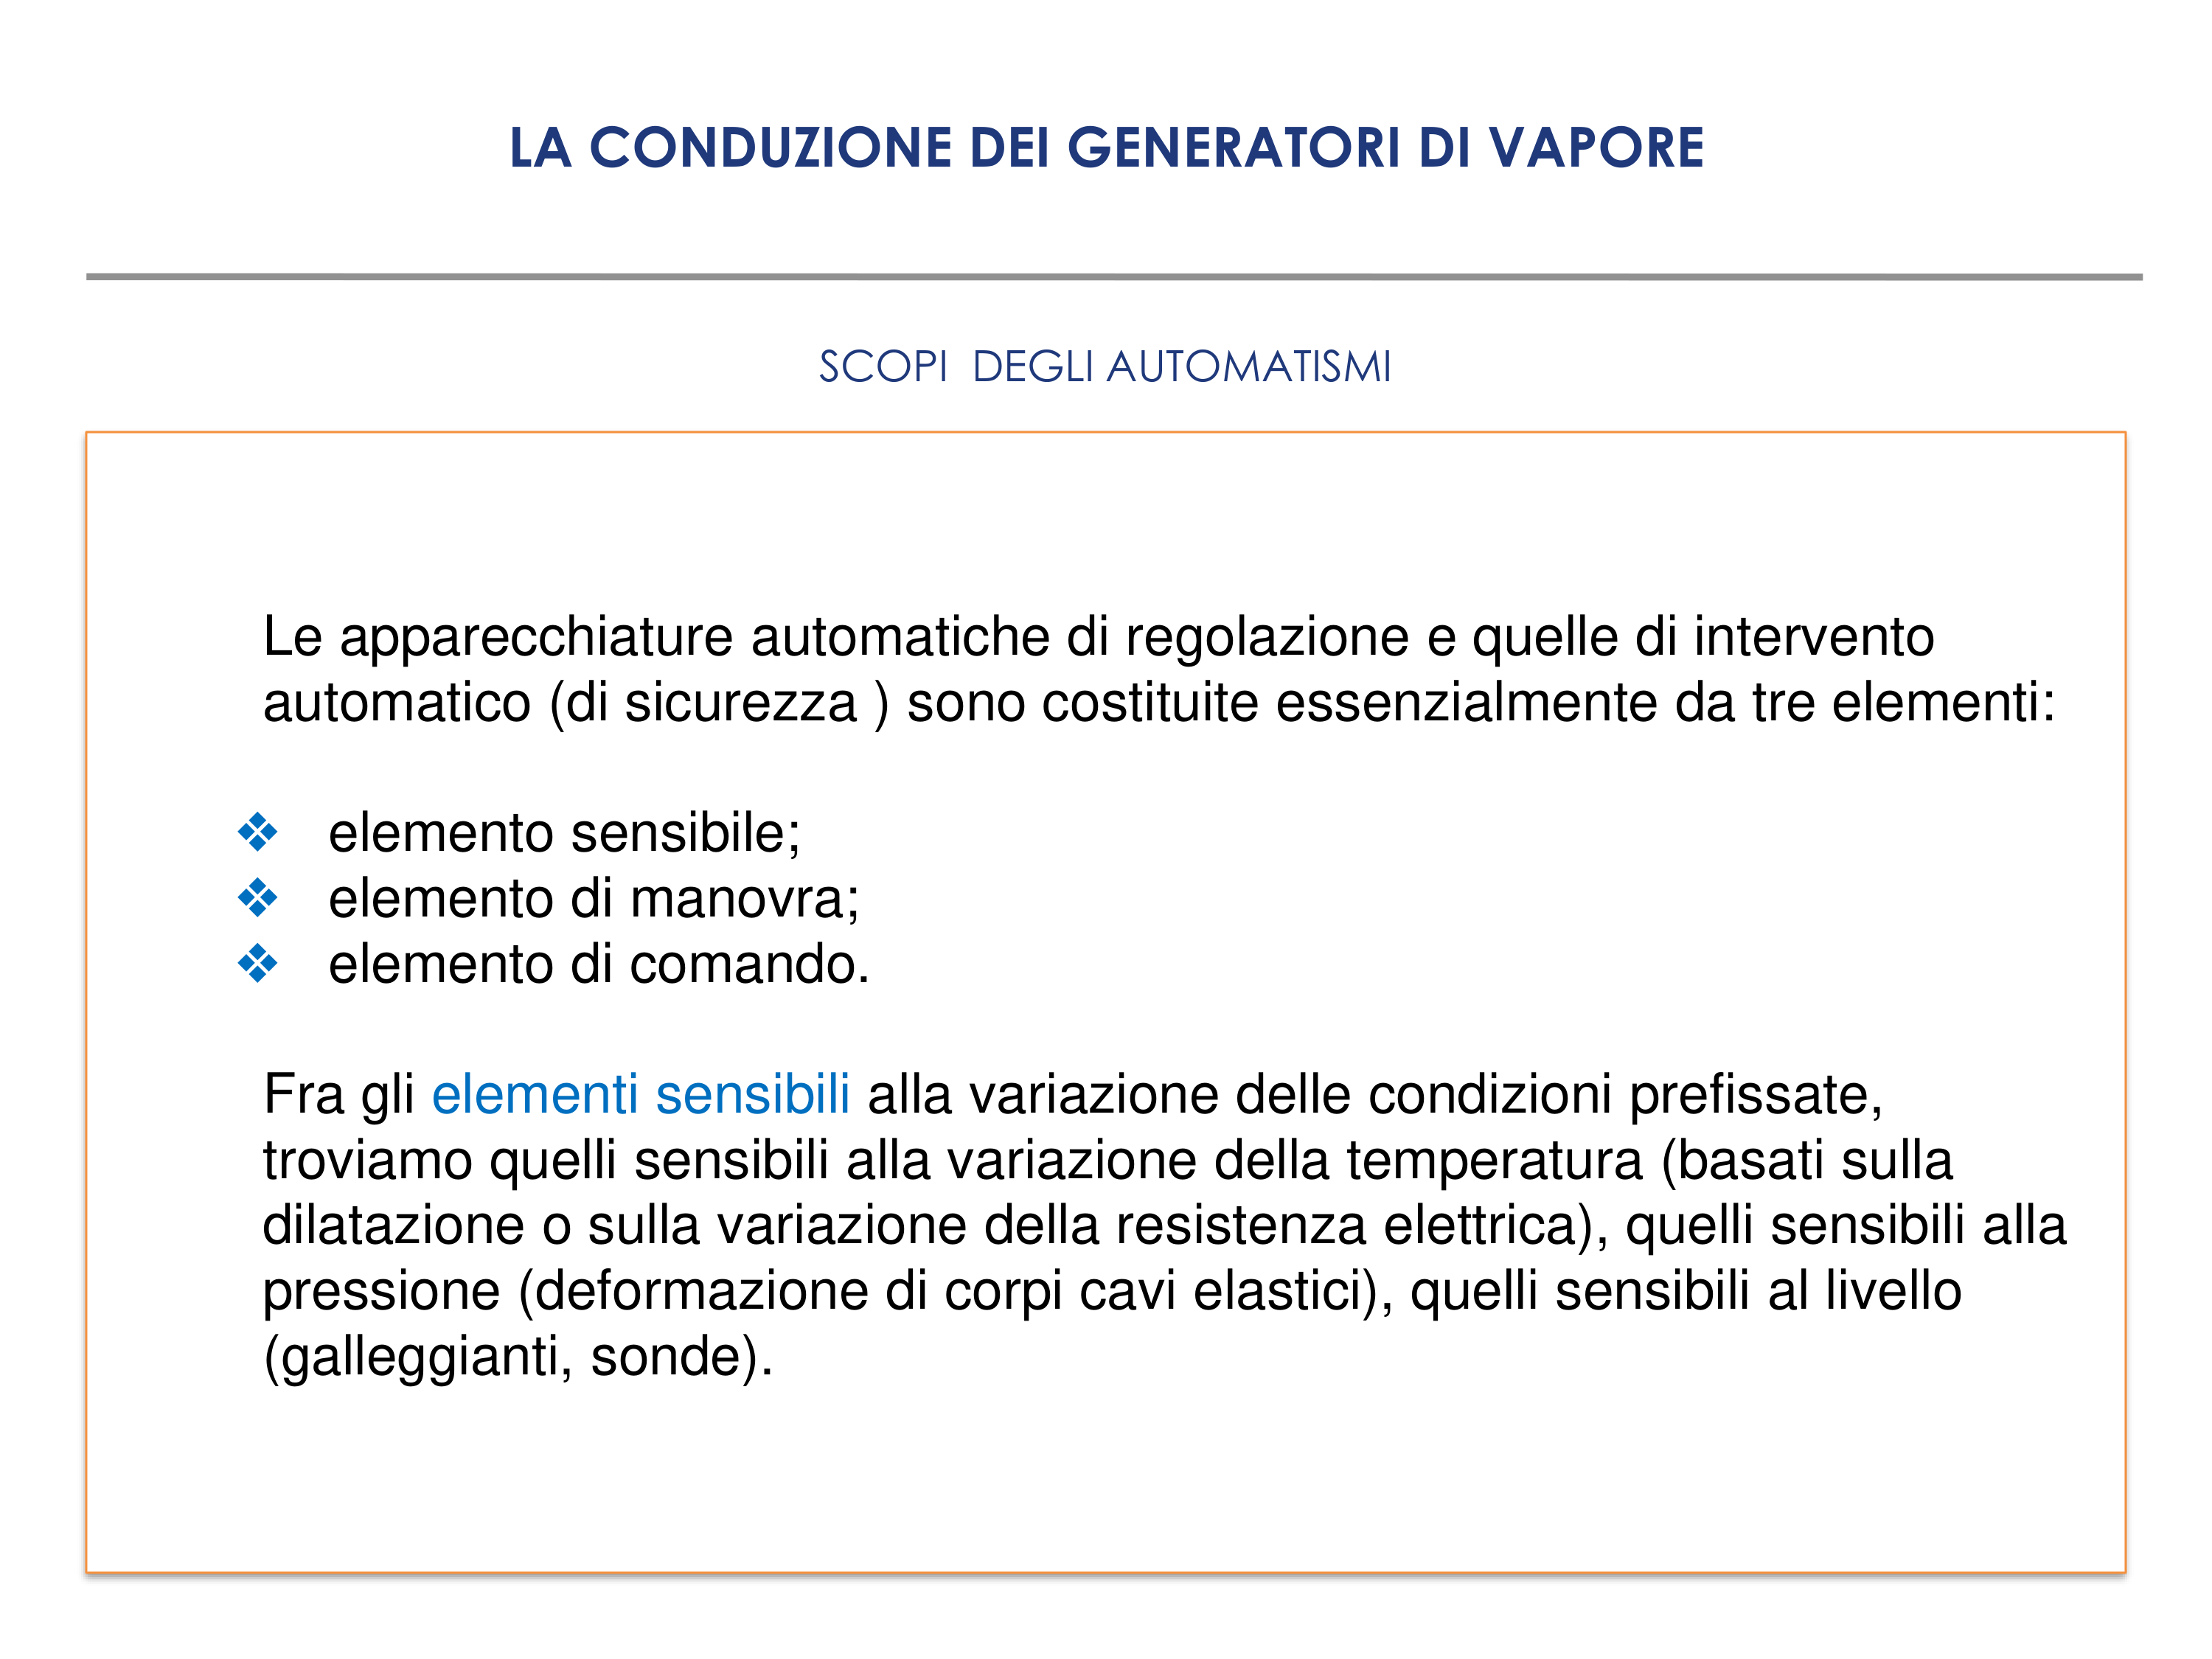 LA CONDUZIONE DEI GENERATORI DI VAPORE
SCOPI DEGLI AUTOMATISMI
Le apparecchiature automatiche di regolazione e quelle di intervento
automatico (di sicurezza ) sono costituite essenzialmente da tre elementi:
❖ elemento sensibile;
❖ elemento di manovra;
❖ elemento di comando.
Fra gli elementi sensibili alla variazione delle condizioni prefissate,
troviamo quelli sensibili alla variazione della temperatura (basati sulla
dilatazione o sulla variazione della resistenza elettrica), quelli sensibili alla
pressione (deformazione di corpi cavi elastici), quelli sensibili al livello
(galleggianti, sonde).